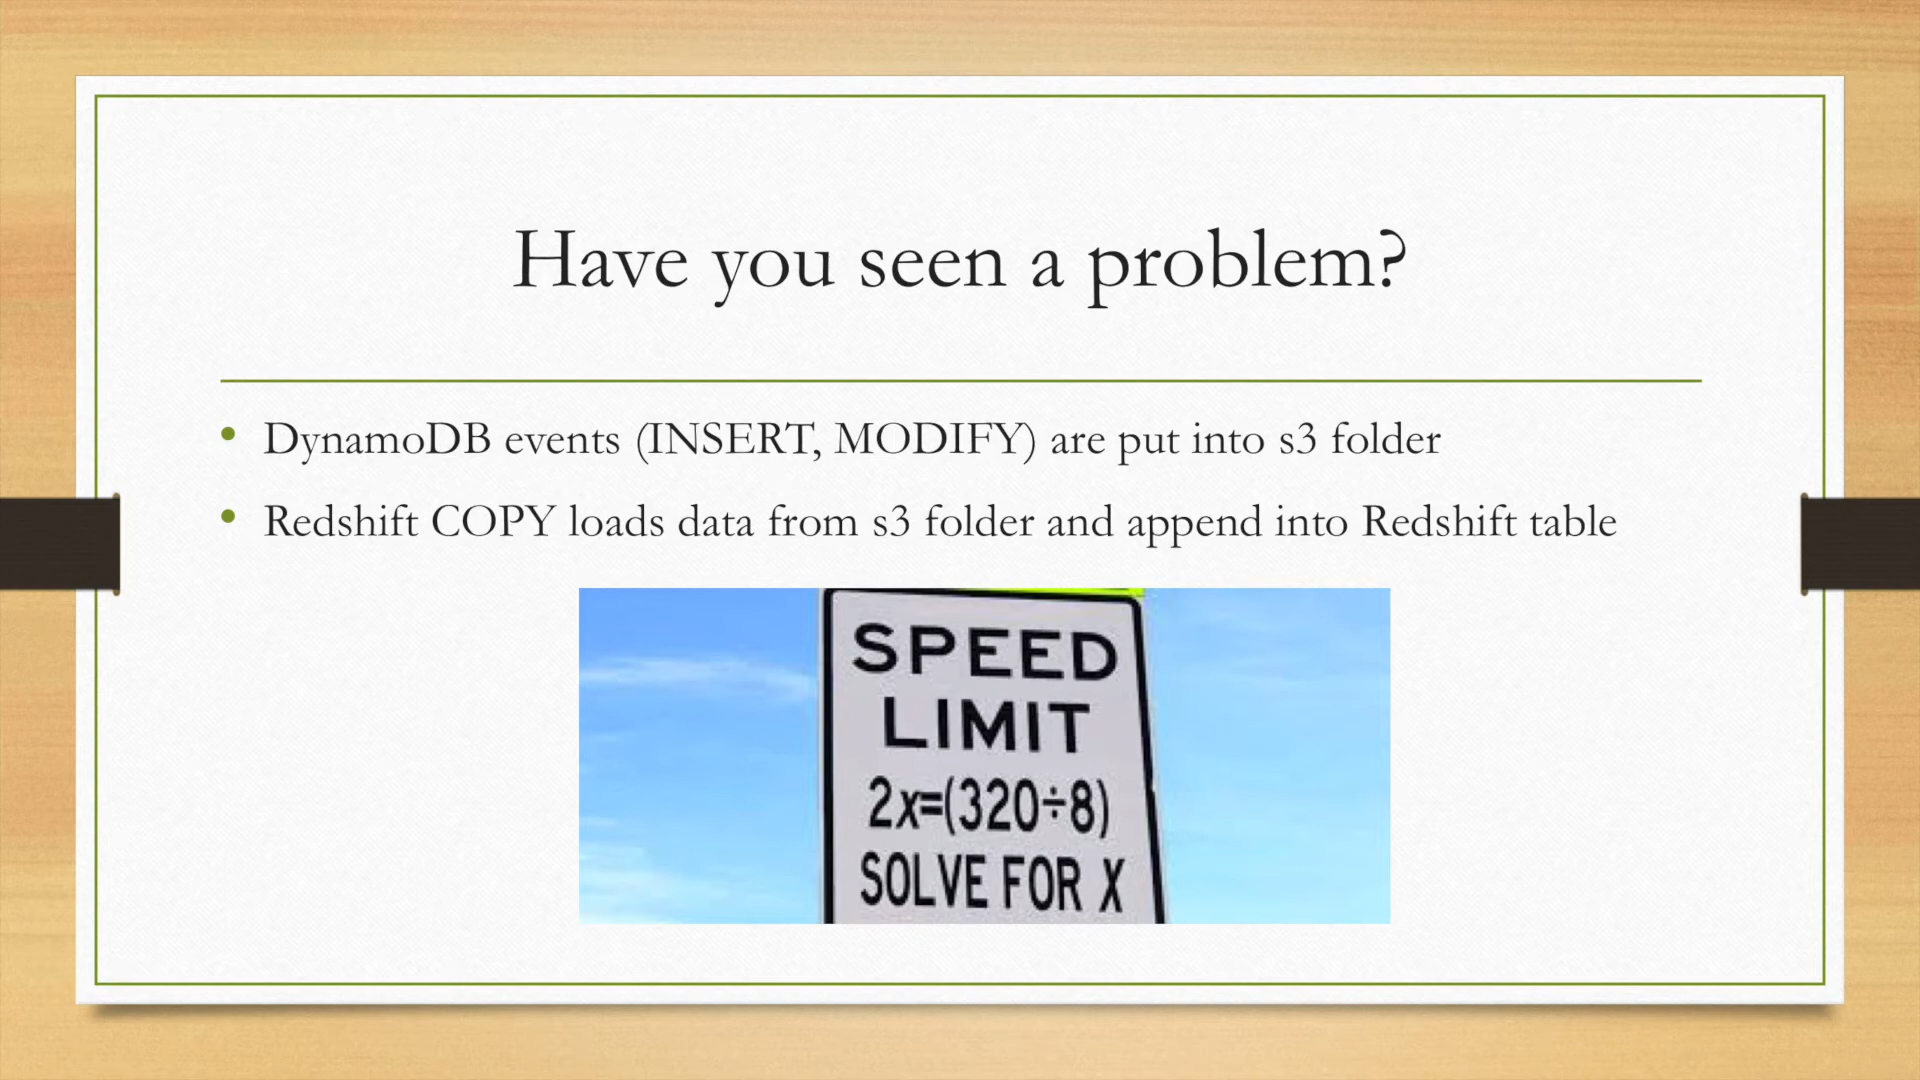 Have you seen a problem?
• DynamoDB events (INSERT, MODIFY) are put into s3 folder
• Redshift COPY loads data from s3 folder and append into Redshift table
SPEED
LIMIT
2x=(320÷8)
SOLVE FOR X